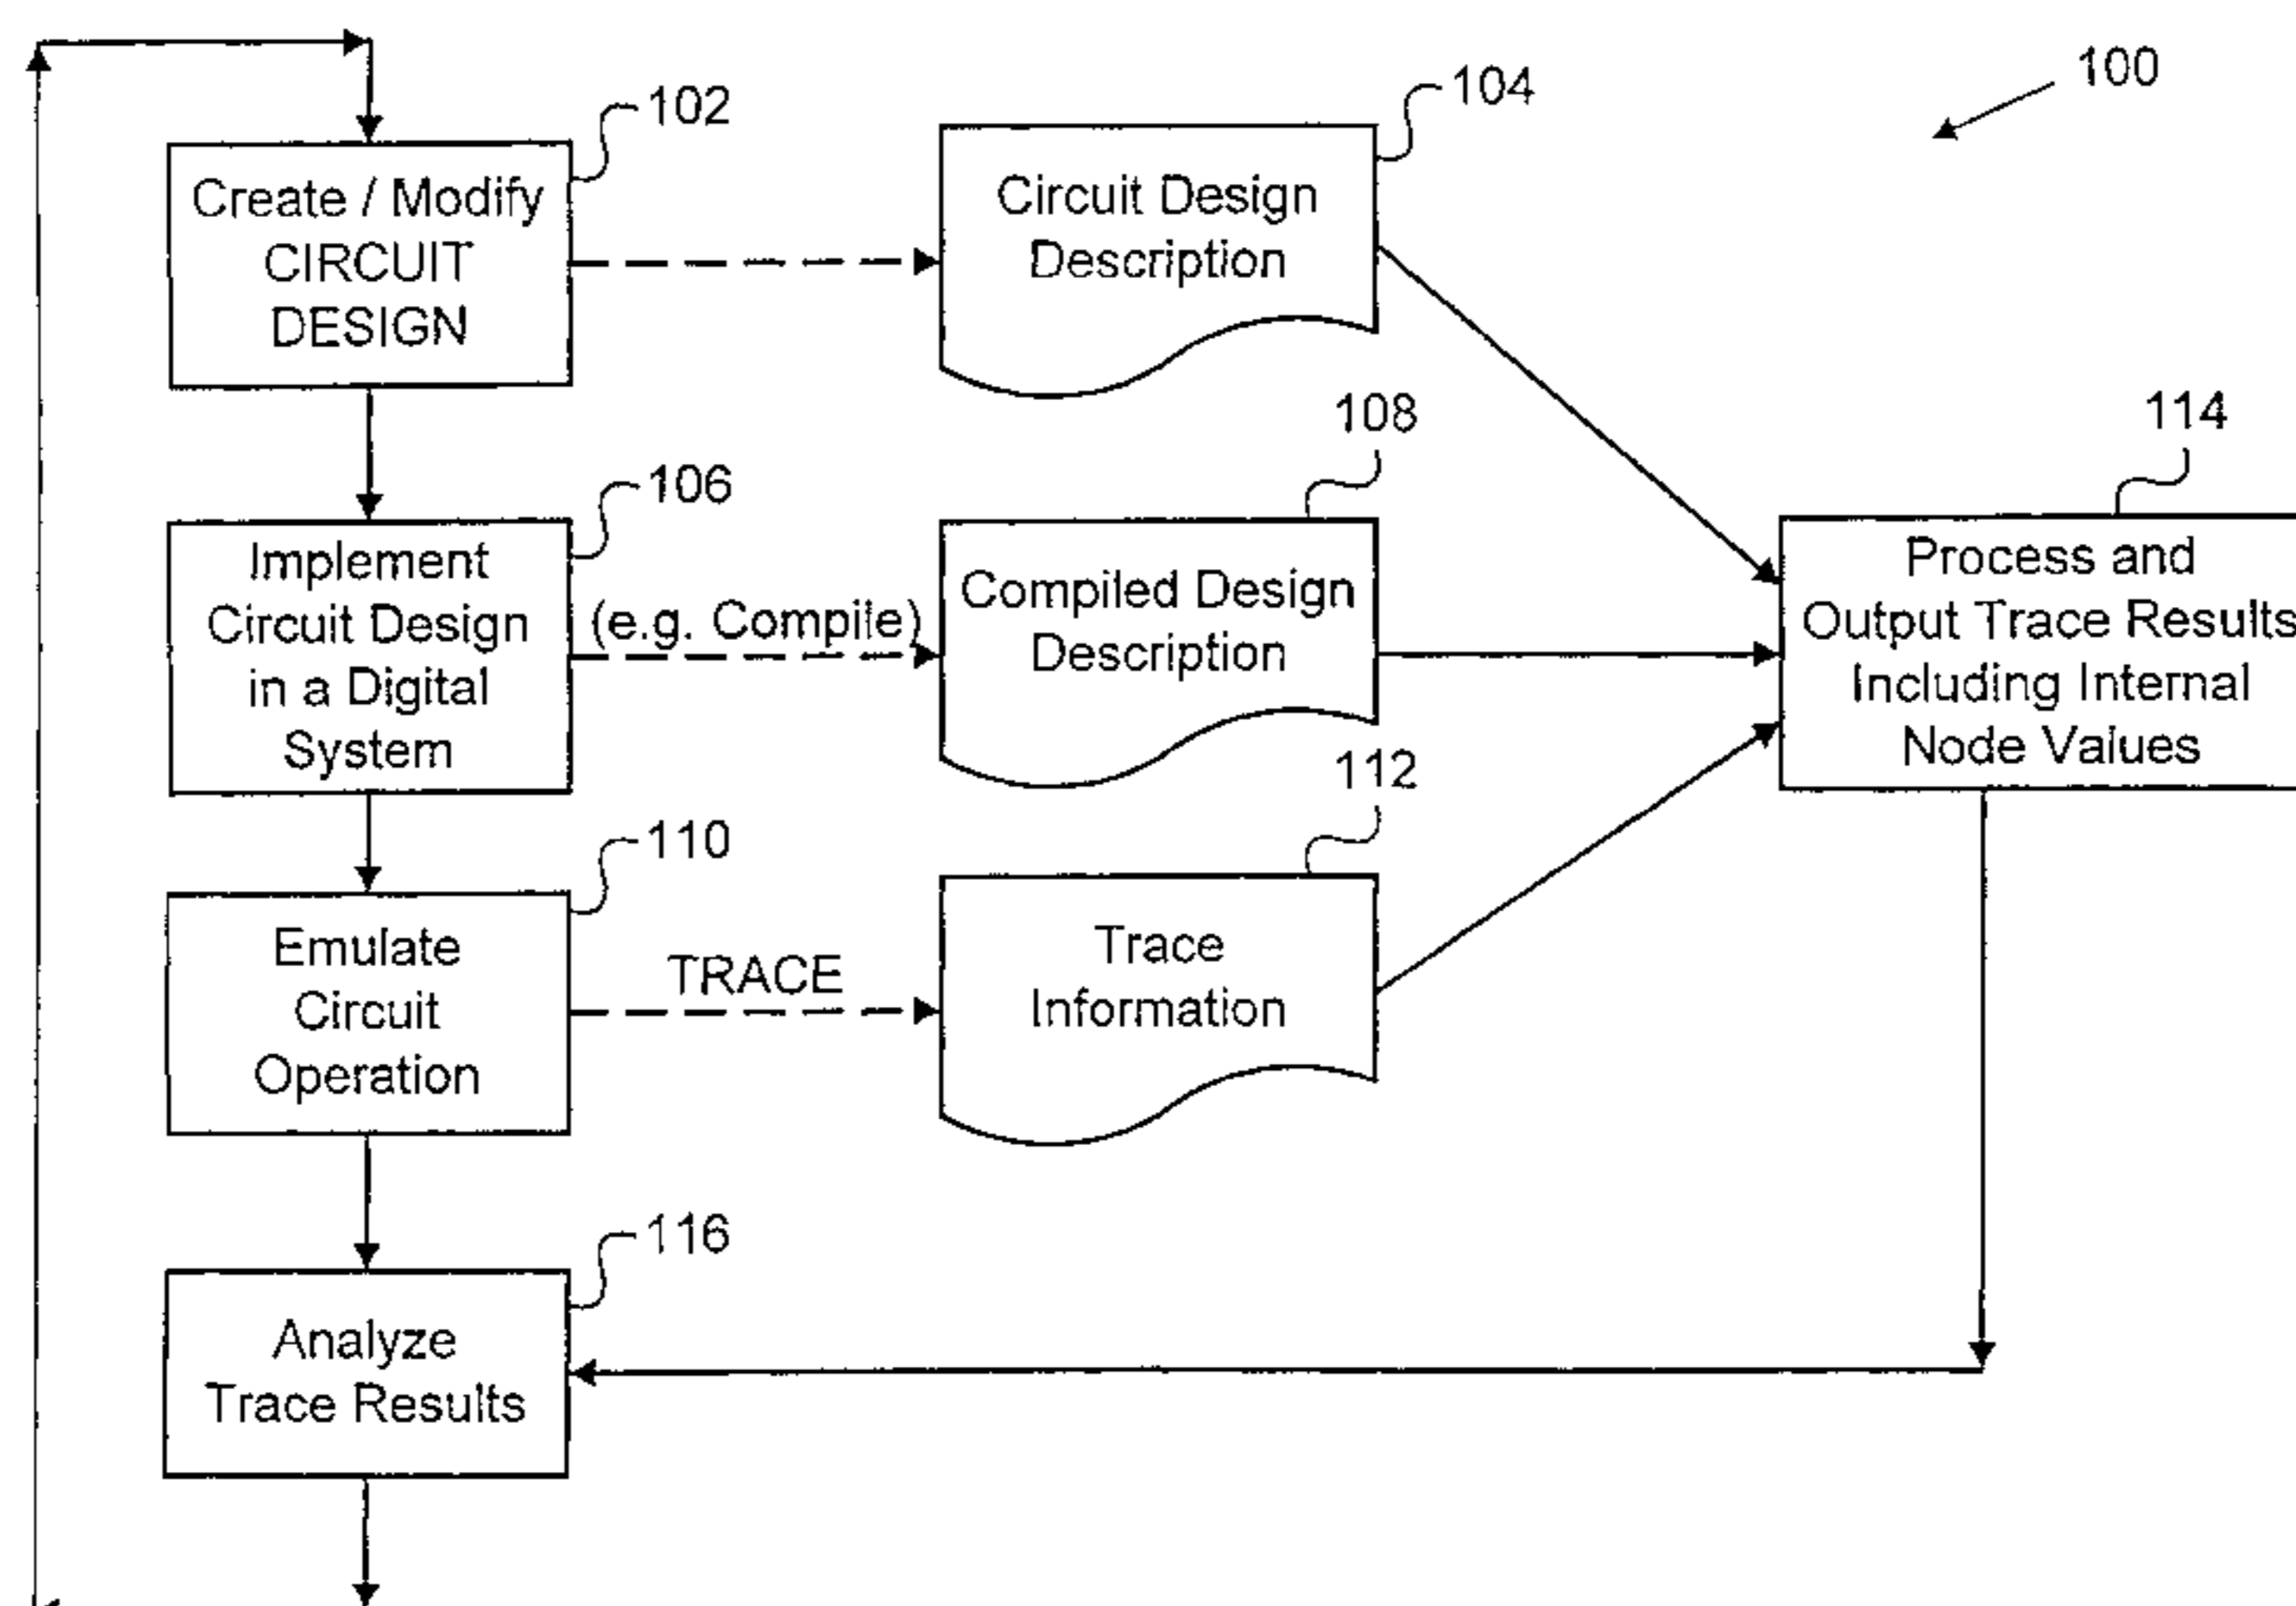 100
102
Create / Modify
CIRCUIT
DESIGN
104
Circuit Design
Description
106
Implement
Circuit Design
in a Digital
System
(e.g. Compile)
108
Compiled Design
Description
114
Process and
Output Trace Results
Including Internal
Node Values
110
Emulate
Circuit
Operation
TRACE
112
Trace
Information
116
Analyze
Trace Results